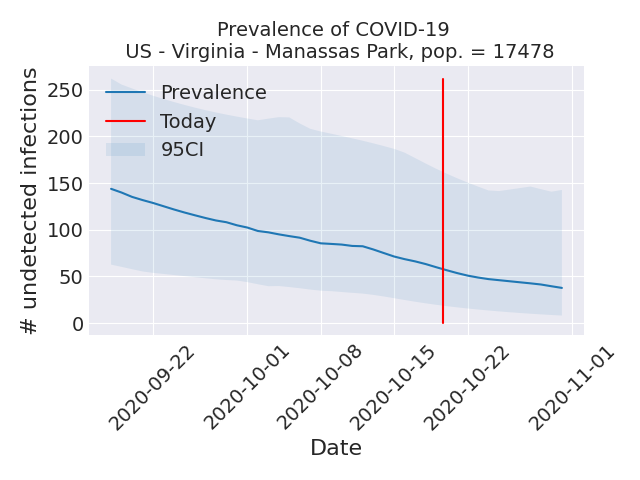 Prevalence of COVID-19
US - Virginia - Manassas Park, pop. = 17478
# undetected infections
250
200
150
100
50
0
Prevalence
Today
95CI
2020-09-22
2020-10-01
2020-10-08
2020-10-15
2020-10-22
2020-11-01
Date